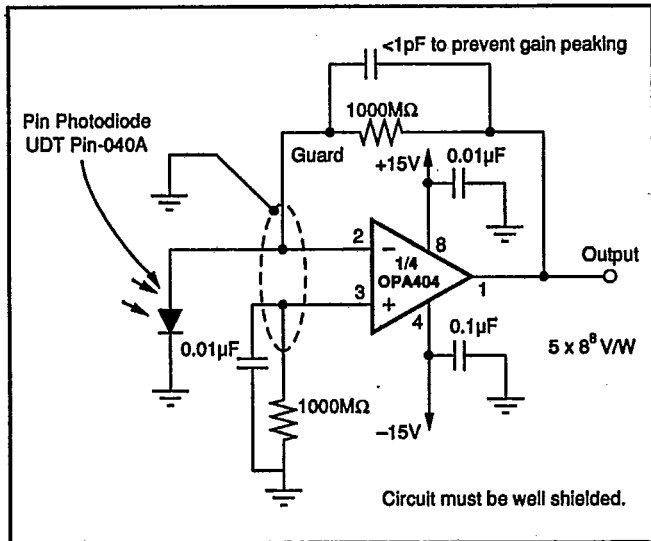 <1pF to prevent gain peaking
1000MΩ
Pin Photodiode
UDT Pin-040A
Guard
+15V
0.01µF
2
−
8
1/4
OPA404
3
+
1
4
Output
0.01µF
0.1µF
5 x 8⁸ V/W
1000MΩ
−15V
Circuit must be well shielded.